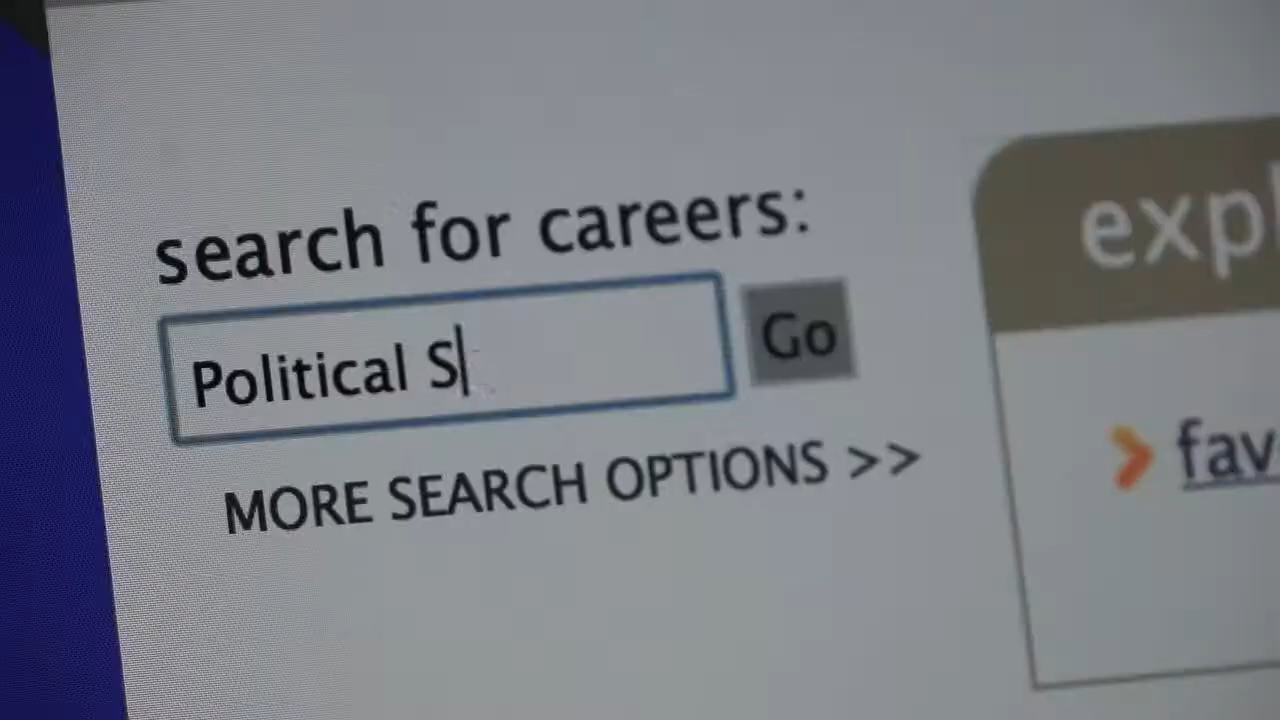 search for careers:
Political S
Go
MORE SEARCH OPTIONS >>
expl
fav